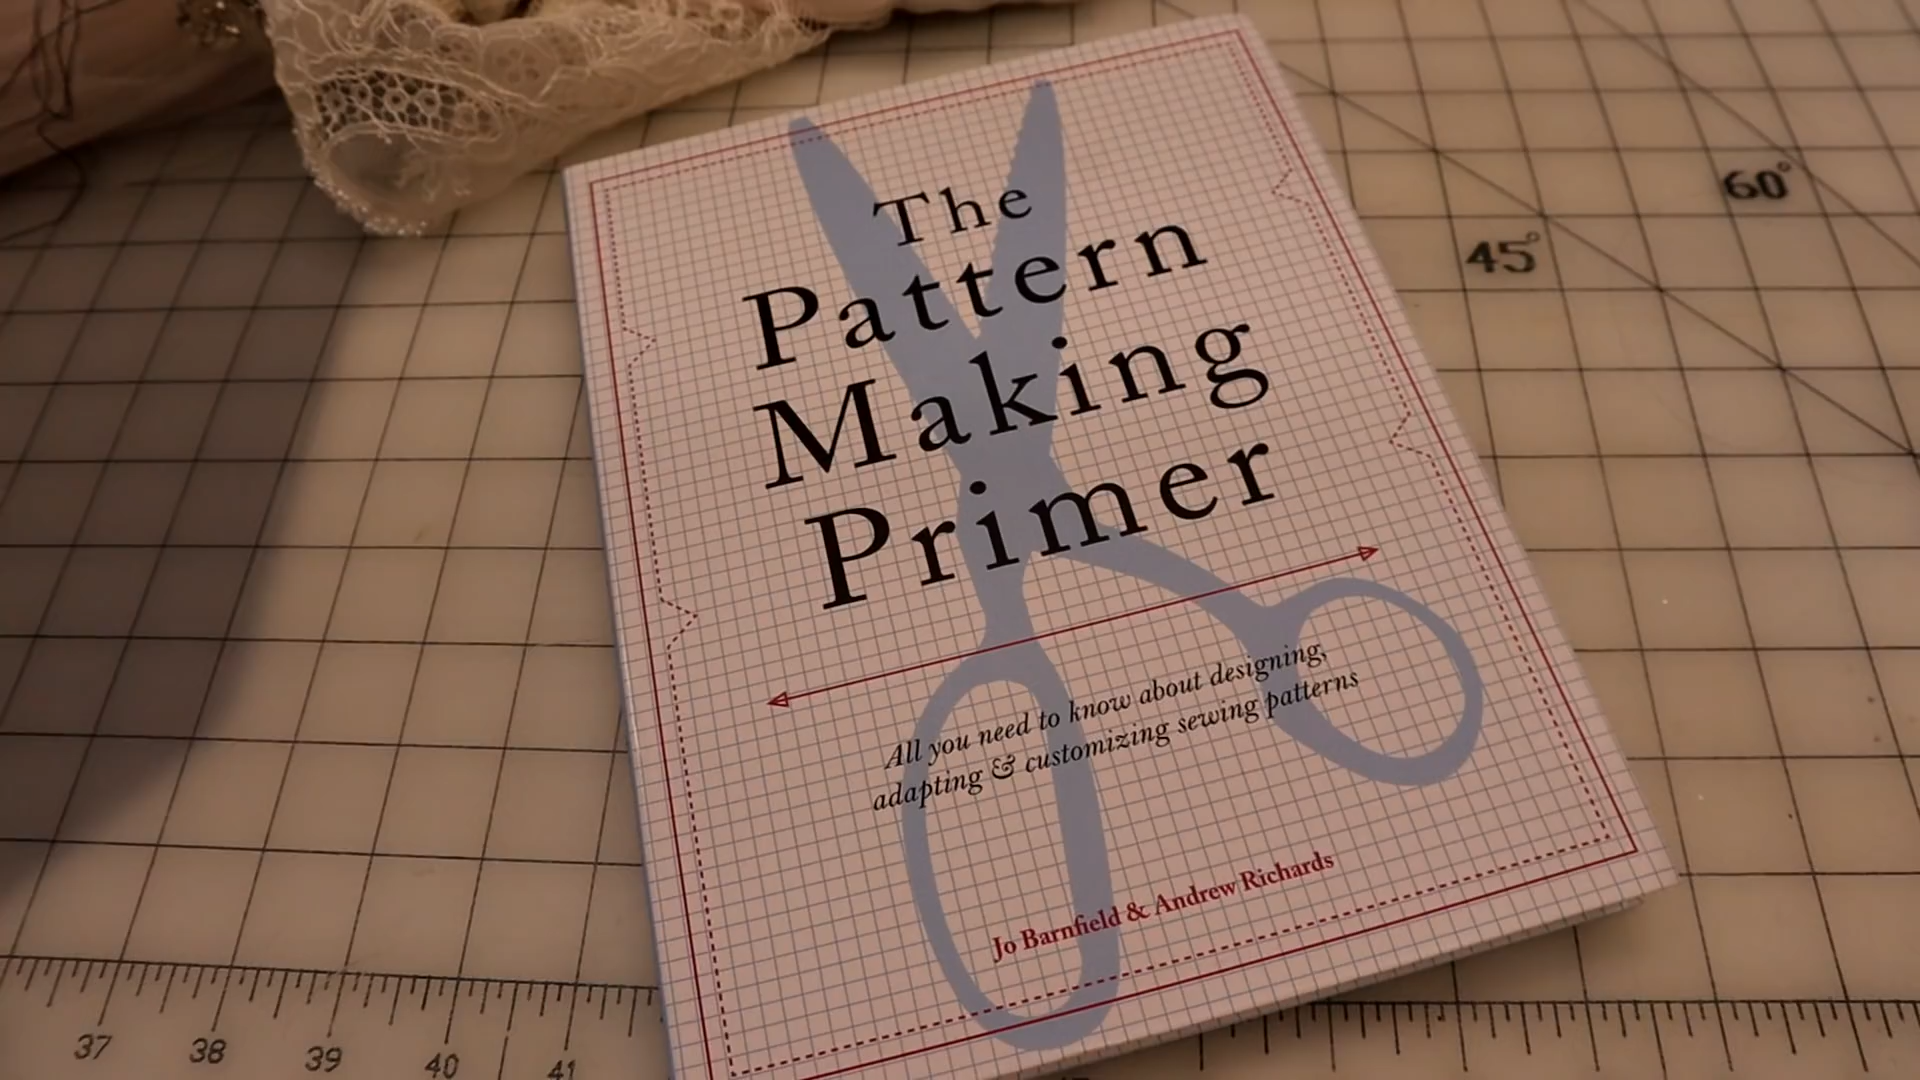 The
Pattern
Making
Primer
All you need to know about designing,
adapting & customizing sewing patterns
Jo Barnfield & Andrew Richards
60°
45°
37 38 39 40 41